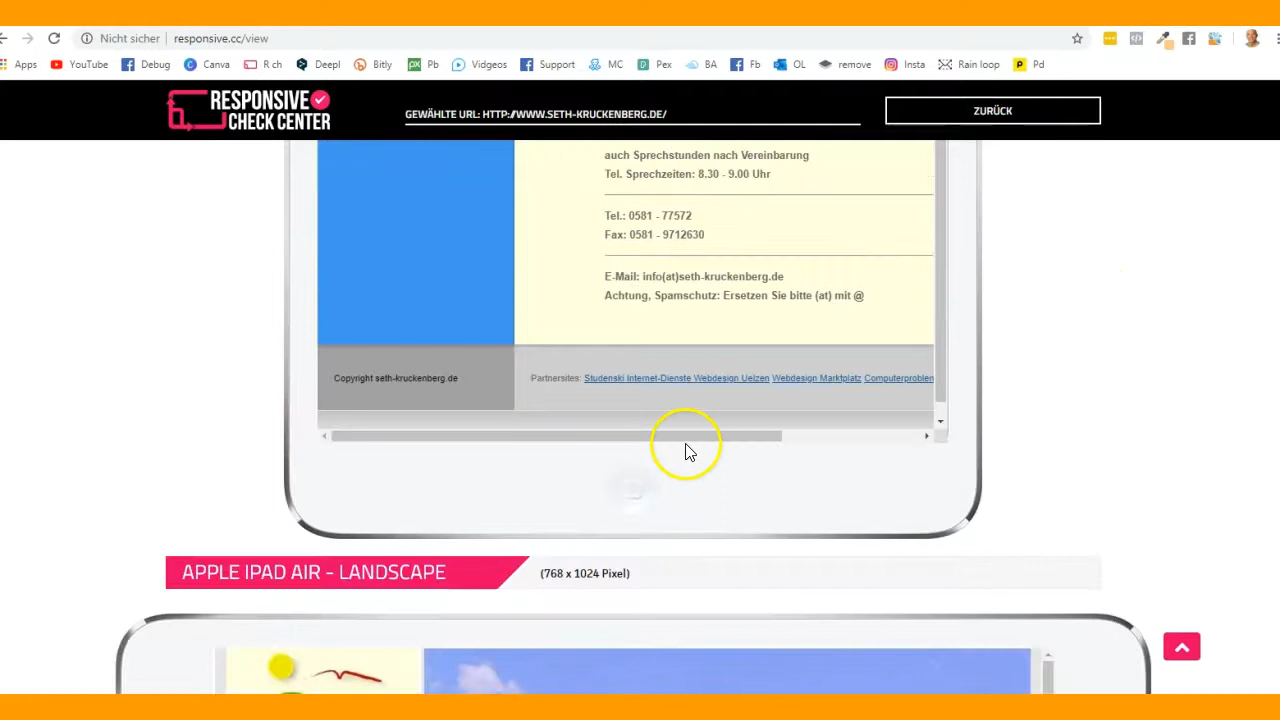 Nicht sicher responsive.cc/view
Apps YouTube Debug Canva R ch Deepl Bitly Pb Vidgeos Support MC Pex BA Fb OL remove Insta Rain loop Pd
RESPONSIVE
CHECK CENTER
GEWÄHLTE URL: HTTP://WWW.SETH-KRUCKENBERG.DE/
ZURÜCK
auch Sprechstunden nach Vereinbarung
Tel. Sprechzeiten: 8.30 - 9.00 Uhr
Tel.: 0581 - 77572
Fax: 0581 - 9712630
E-Mail: info(at)seth-kruckenberg.de
Achtung, Spamschutz: Ersetzen Sie bitte (at) mit @
Copyright seth-kruckenberg.de
Partnersites: Studenski Internet-Dienste Webdesign Uelzen Webdesign Marktplatz Computerproblen
APPLE IPAD AIR - LANDSCAPE
(768 x 1024 Pixel)